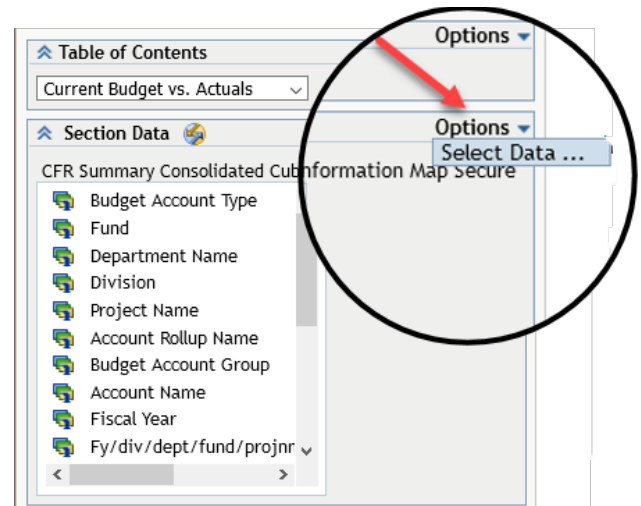 Options
Table of Contents
Current Budget vs. Actuals
Section Data
Options
Select Data ...
CFR Summary Consolidated Cubnformation Map Secure
Budget Account Type
Fund
Department Name
Division
Project Name
Account Rollup Name
Budget Account Group
Account Name
Fiscal Year
Fy/div/dept/fund/projnr